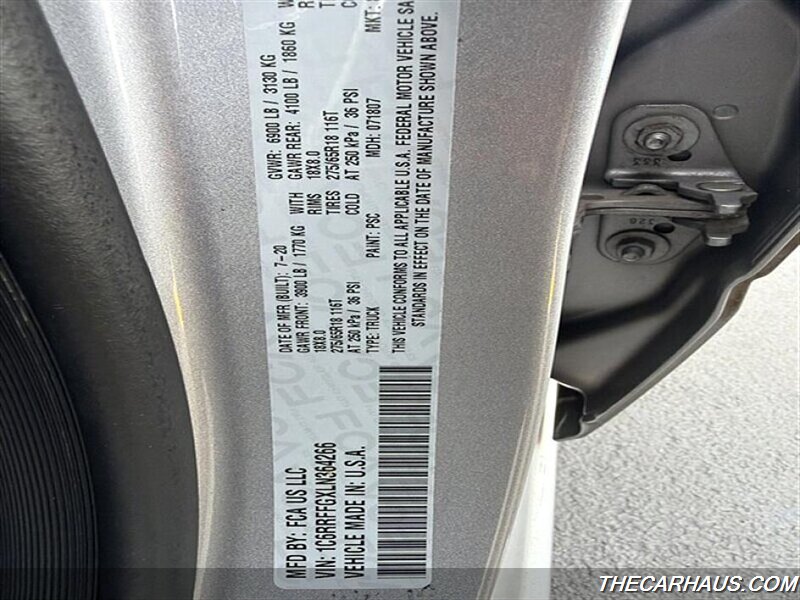 MFD BY: FCA US LLC
DATE OF MFR (BUILT): 7-20
GVWR: 6900 LB / 3130 KG
GAWR FRONT: 3900 LB / 1770 KG WITH
GAWR REAR: 4100 LB / 1860 KG
18X8.0 RIMS 18X8.0
275/65R18 116T TIRES 275/65R18 116T
AT 250 kPa / 36 PSI COLD AT 250 kPa / 36 PSI
TYPE: TRUCK PAINT: PSC MDH: 071807 MKT:
THIS VEHICLE CONFORMS TO ALL APPLICABLE U.S.A. FEDERAL MOTOR VEHICLE
STANDARDS IN EFFECT ON THE DATE OF MANUFACTURE SHOWN ABOVE.
VIN: 1C6RRFFGXLN364266
VEHICLE MADE IN: U.S.A.
333
326
THECARHAUS.COM